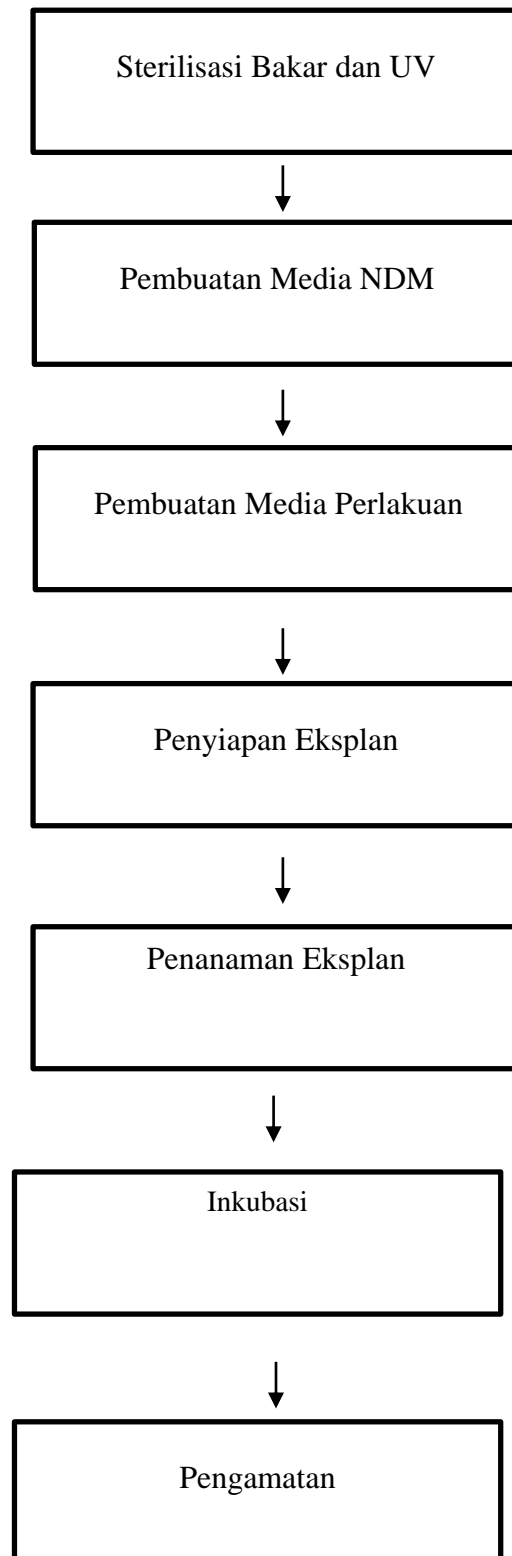 Sterilisasi Bakar dan UV
Pembuatan Media NDM
Pembuatan Media Perlakuan
Penyiapan Eksplan
Penanaman Eksplan
Inkubasi
Pengamatan